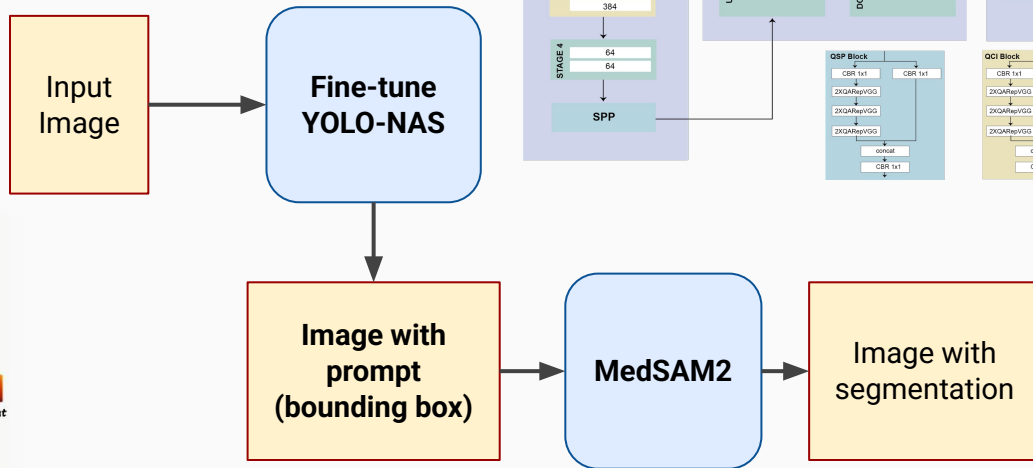 Input
Image
Fine-tune
YOLO-NAS
384
STAGE 4
64
64
SPP
QSP Block
CBR 1x1
CBR 1x1
2XQARepVGG
2XQARepVGG
2XQARepVGG
concat
CBR 1x1
QCI Block
CBR 1x1
2XQARepVGG
2XQARepVGG
2XQARepVGG
Image with
prompt
(bounding box)
MedSAM2
Image with
segmentation